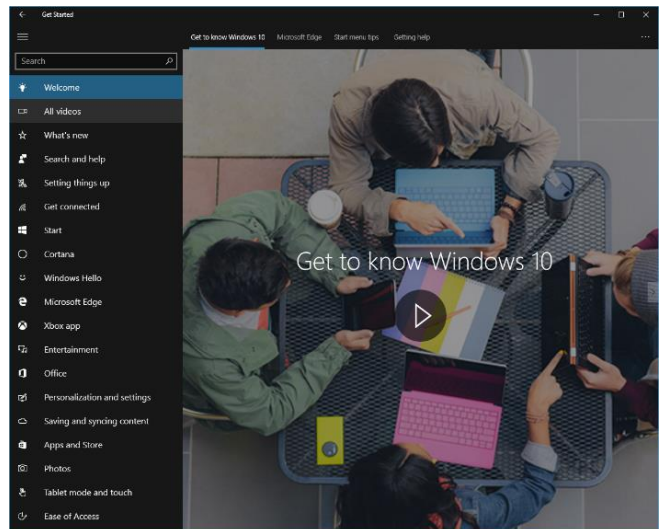 Get Started
Get to know Windows 10 Microsoft Edge Start menu tips Getting help
Search
Welcome
All videos
What's new
Search and help
Setting things up
Get connected
Start
Cortana
Windows Hello
Microsoft Edge
Xbox app
Entertainment
Office
Personalization and settings
Saving and syncing content
Apps and Store
Photos
Tablet mode and touch
Ease of Access
Get to know Windows 10